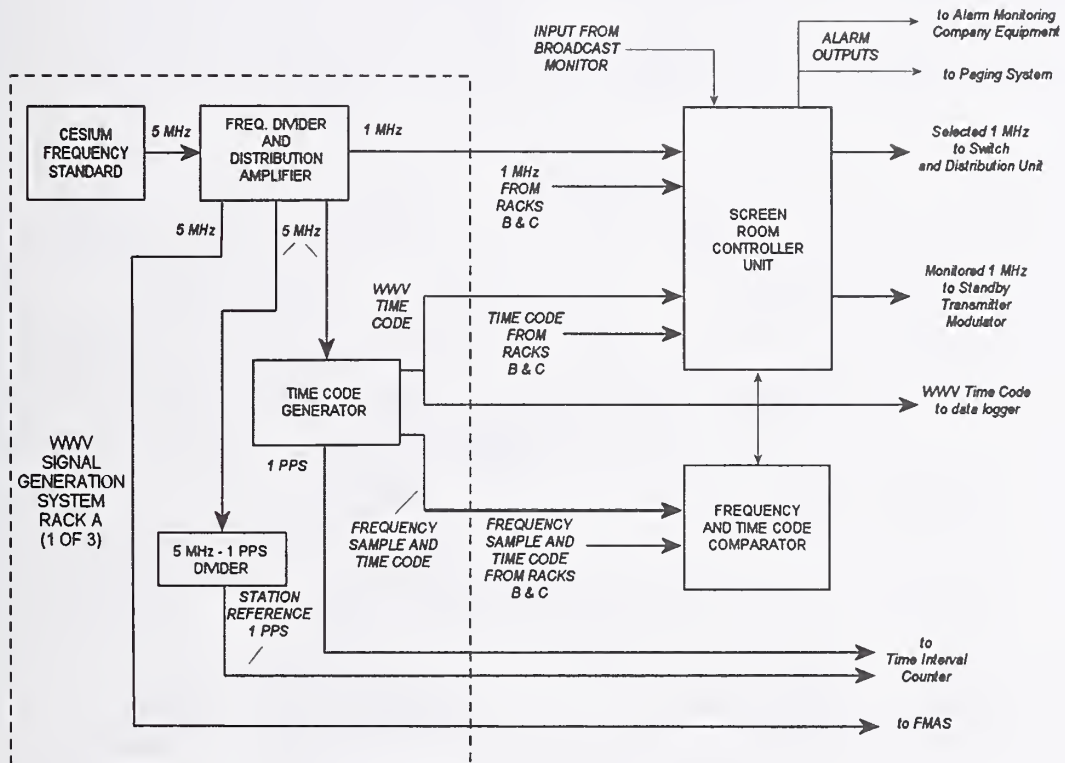 to Alarm Monitoring
Company Equipment
INPUT FROM
BROADCAST
MONITOR
ALARM
OUTPUTS
to Paging System
CESIUM
FREQUENCY
STANDARD
5 MHz
FREQ. DIVIDER
AND
DISTRIBUTION
AMPLIFIER
1 MHz
Selected 1 MHz
to Switch
and Distribution Unit
1 MHz
FROM
RACKS
B & C
SCREEN
ROOM
CONTROLLER
UNIT
5 MHz
5 MHz
WWV
TIME
CODE
Monitored 1 MHz
to Standby
Transmitter
Modulator
TIME CODE
FROM
RACKS
B & C
TIME CODE
GENERATOR
WWV Time Code
to data logger
WWV
SIGNAL
GENERATION
SYSTEM
RACK A
(1 OF 3)
1 PPS
FREQUENCY
SAMPLE AND
TIME CODE
FREQUENCY
SAMPLE AND
TIME CODE
FROM RACKS
B & C
FREQUENCY
AND TIME CODE
COMPARATOR
5 MHz - 1 PPS
DIVIDER
STATION
REFERENCE
1 PPS
to
Time Interval
Counter
to FMAS